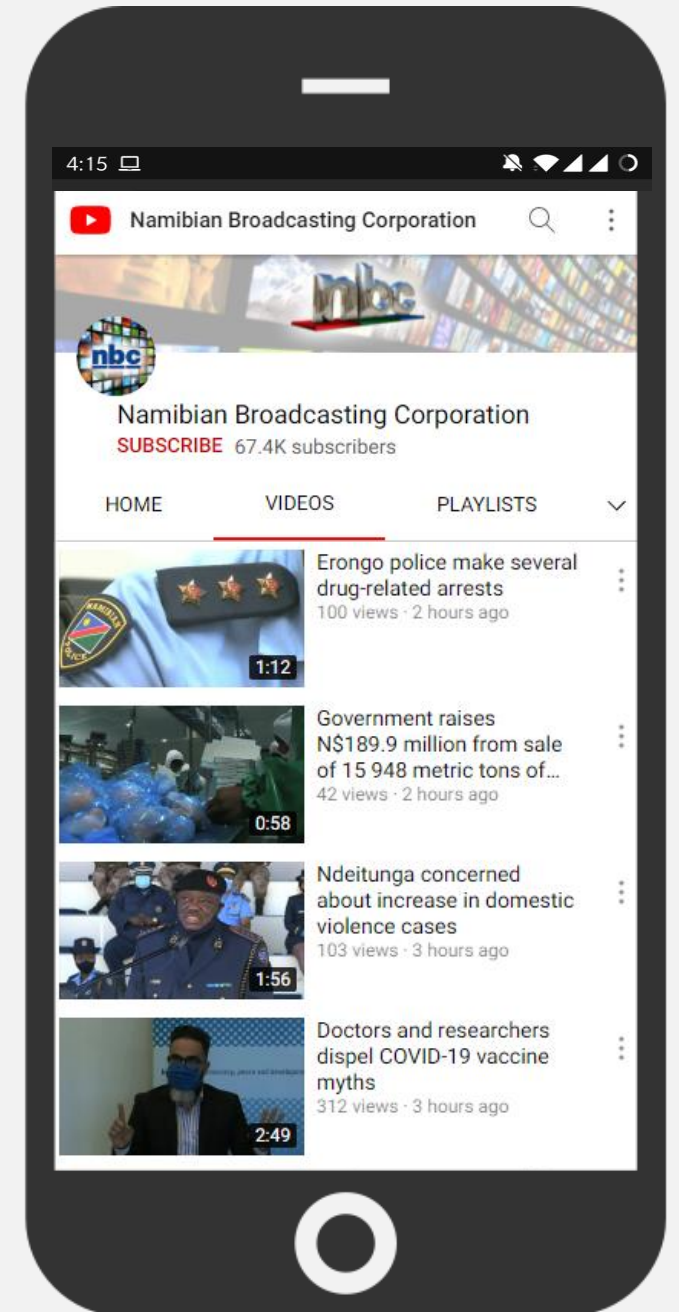 4:15
Namibian Broadcasting Corporation
nbc
nbc
Namibian Broadcasting Corporation
SUBSCRIBE 67.4K subscribers
HOME VIDEOS PLAYLISTS
Erongo police make several
drug-related arrests
100 views · 2 hours ago
NAMIBIAN
POLICE
1:12
Government raises
N$189.9 million from sale
of 15 948 metric tons of...
42 views · 2 hours ago
0:58
Ndeitunga concerned
about increase in domestic
violence cases
103 views · 3 hours ago
1:56
Doctors and researchers
dispel COVID-19 vaccine
myths
312 views · 3 hours ago
2:49